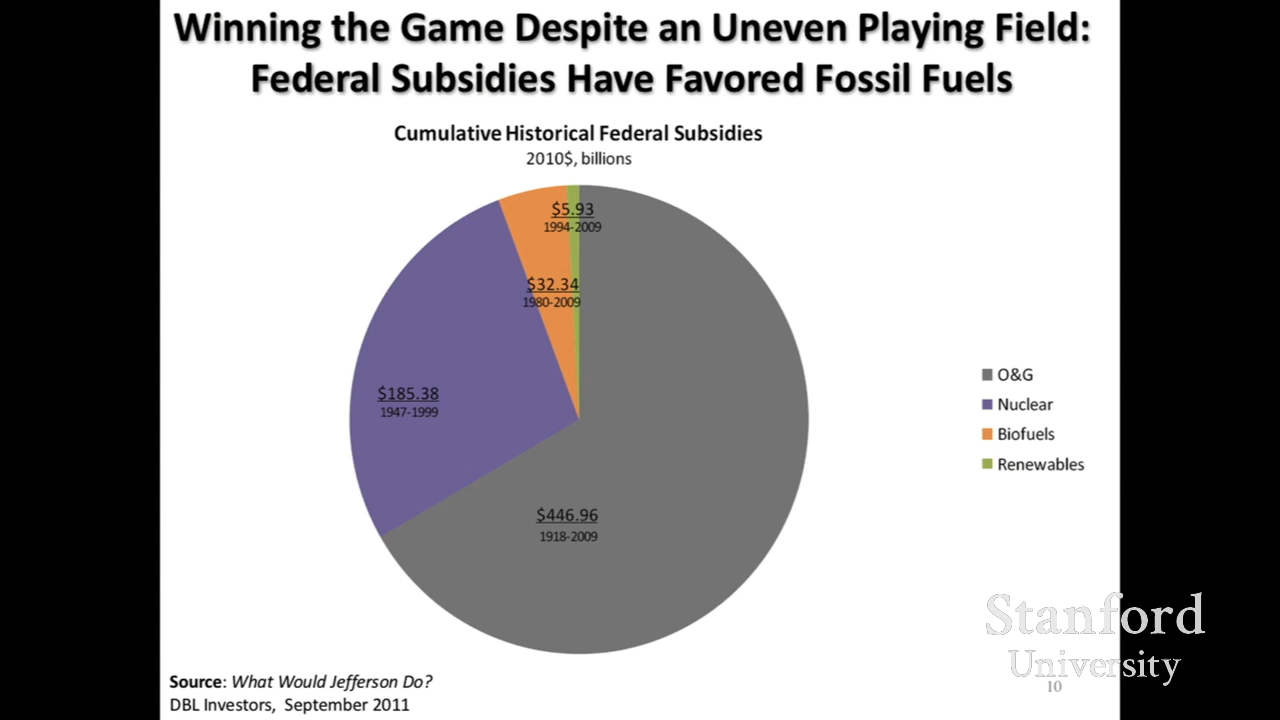 Winning the Game Despite an Uneven Playing Field:
Federal Subsidies Have Favored Fossil Fuels
Cumulative Historical Federal Subsidies
2010$, billions
$5.93
1994-2009
$32.34
1980-2009
$185.38
1947-1999
$446.96
1918-2009
O&G
Nuclear
Biofuels
Renewables
Stanford
University
10
Source: What Would Jefferson Do?
DBL Investors, September 2011